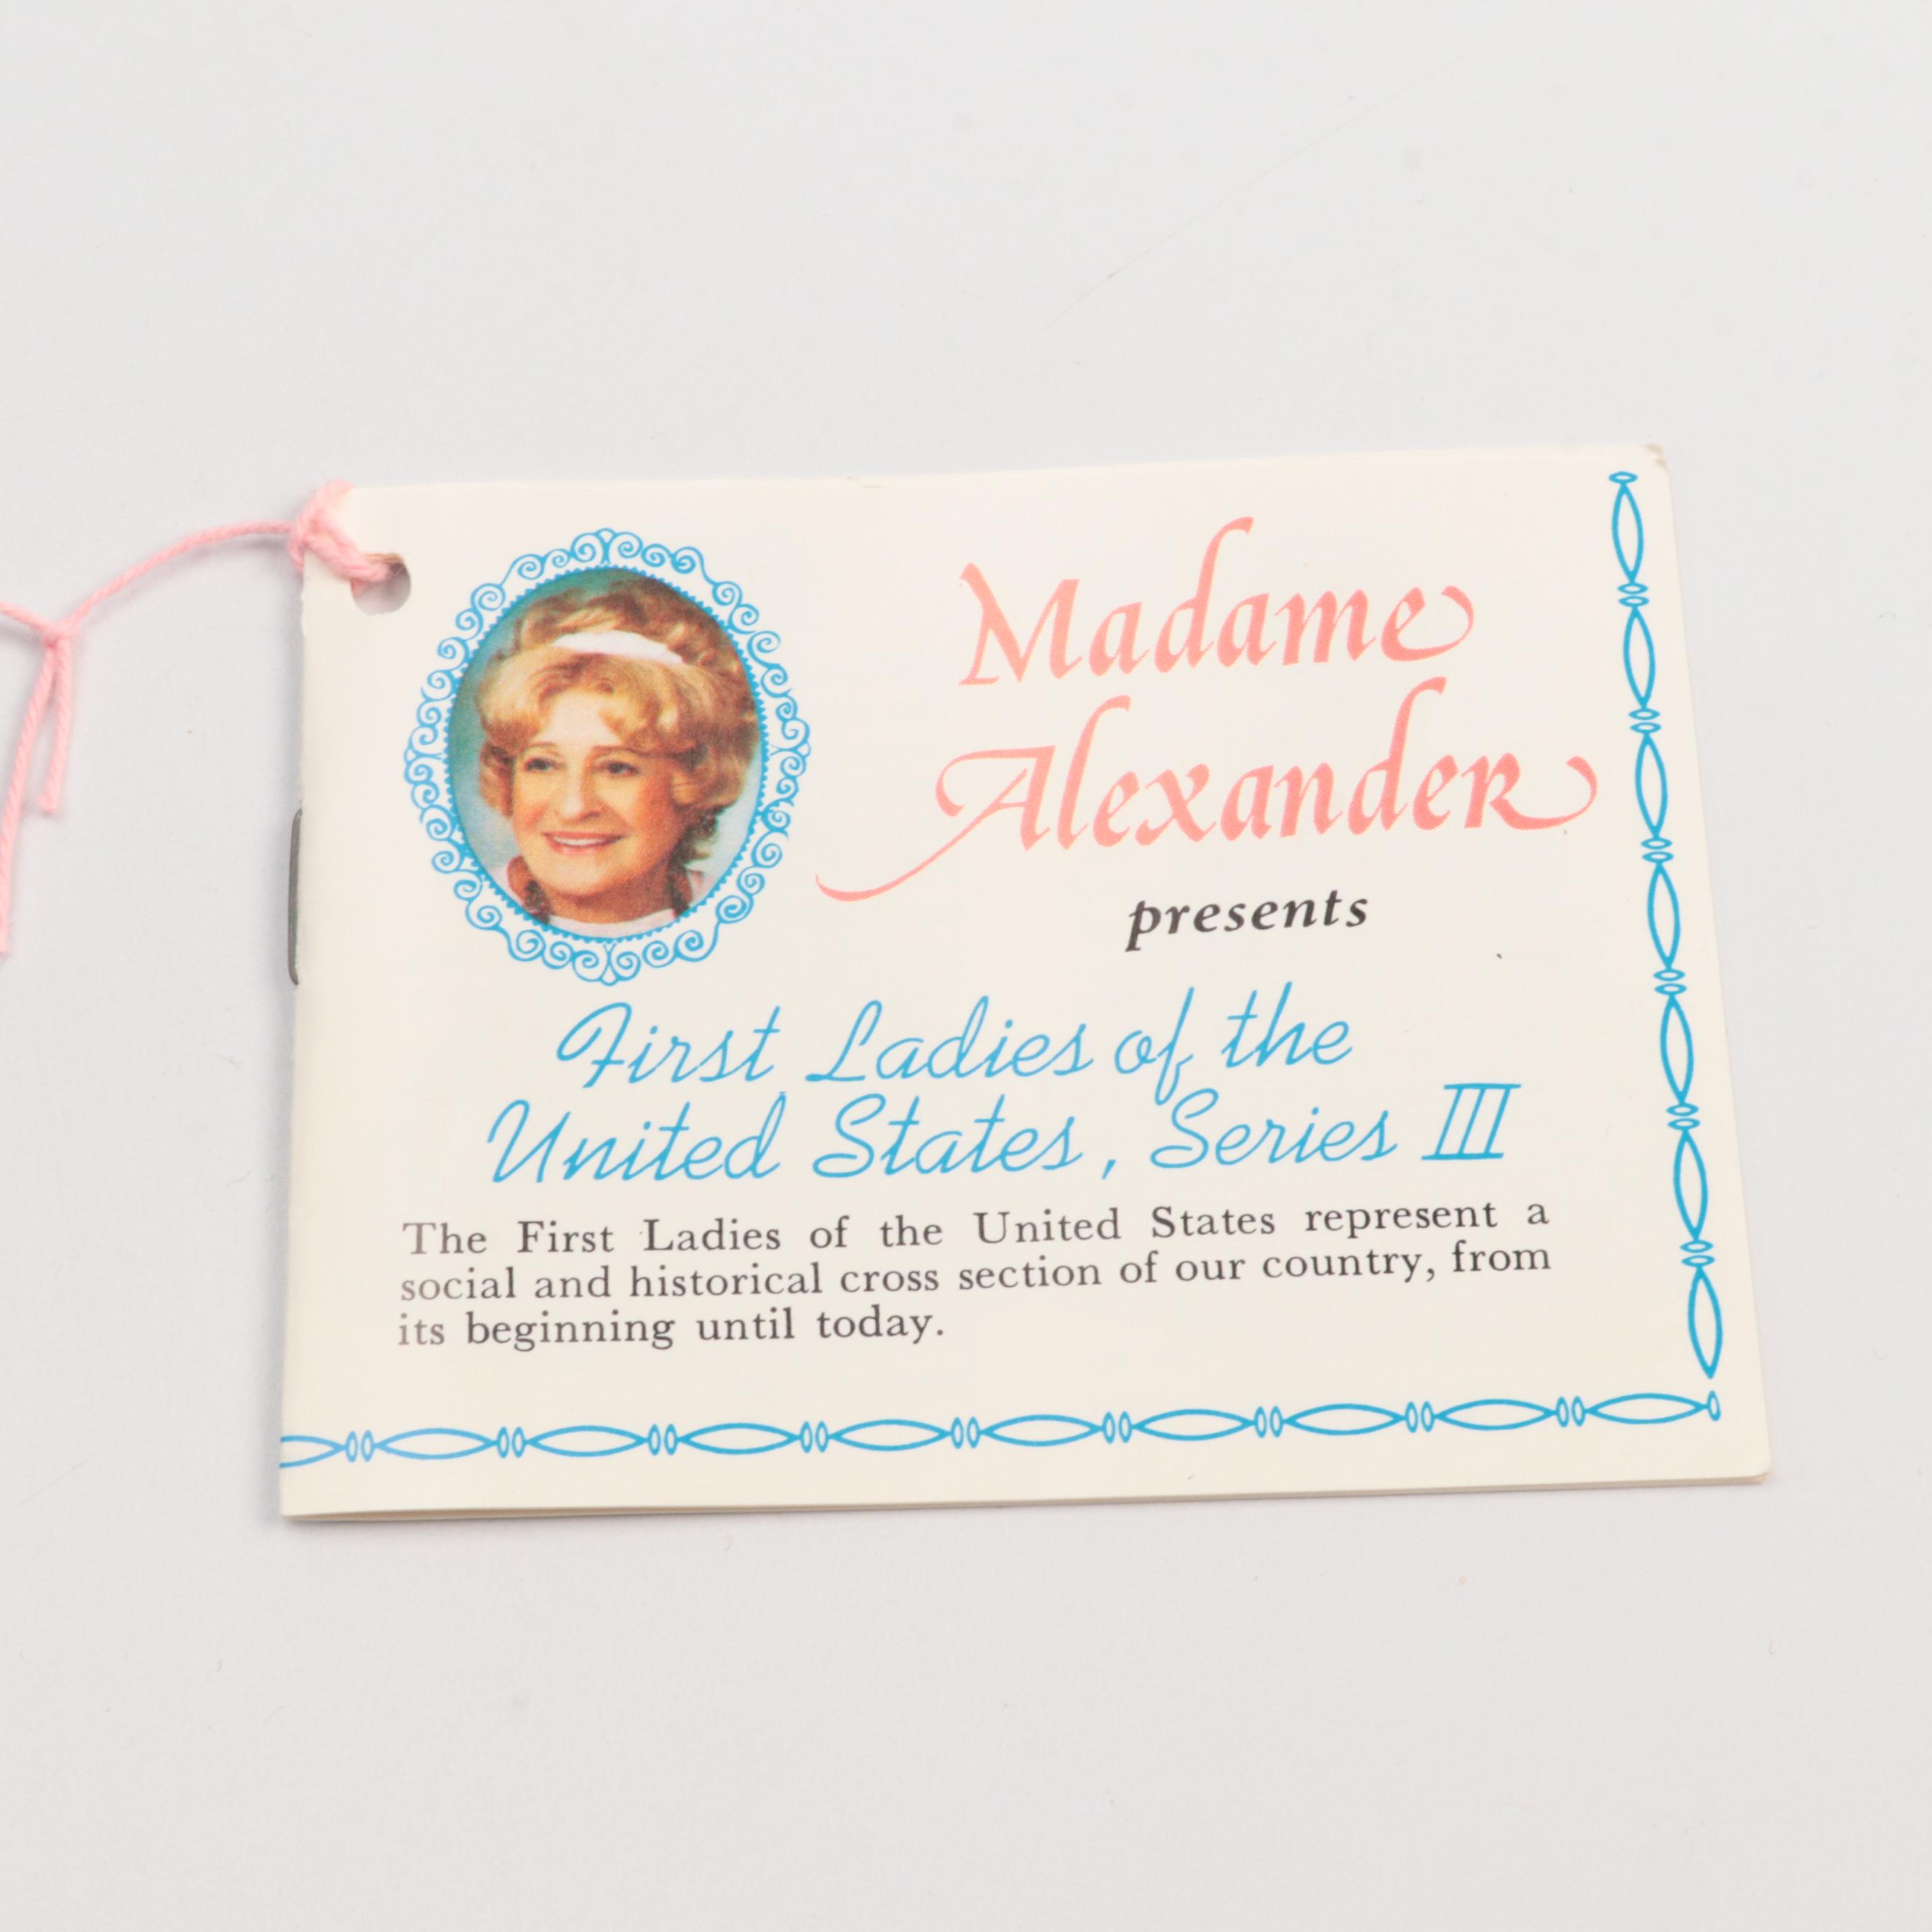 Madame
Alexander
presents
First Ladies of the
United States, Series III
The First Ladies of the United States represent a
social and historical cross section of our country, from
its beginning until today.